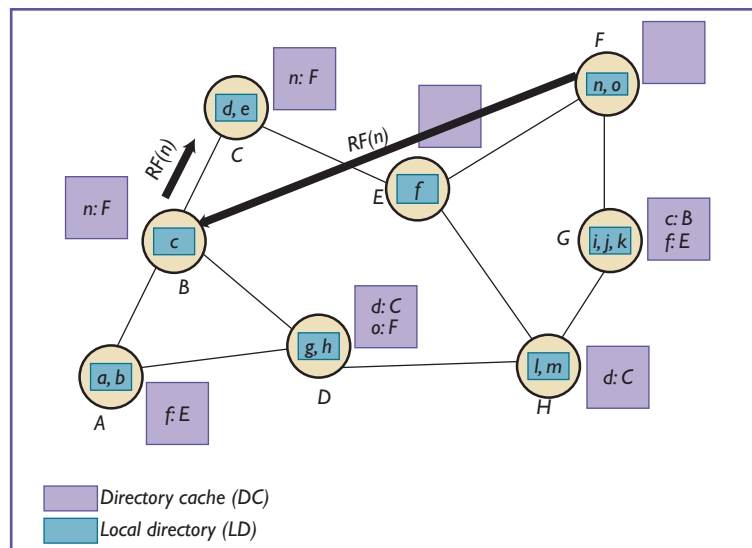 F
n: F
n, o
d, e
RF(n)
C
RF(n)
E
f
n: F
c
B
G
i, j, k
c: B
f: E
d: C
o: F
g, h
D
a, b
A
f: E
l, m
H
d: C
Directory cache (DC)
Local directory (LD)